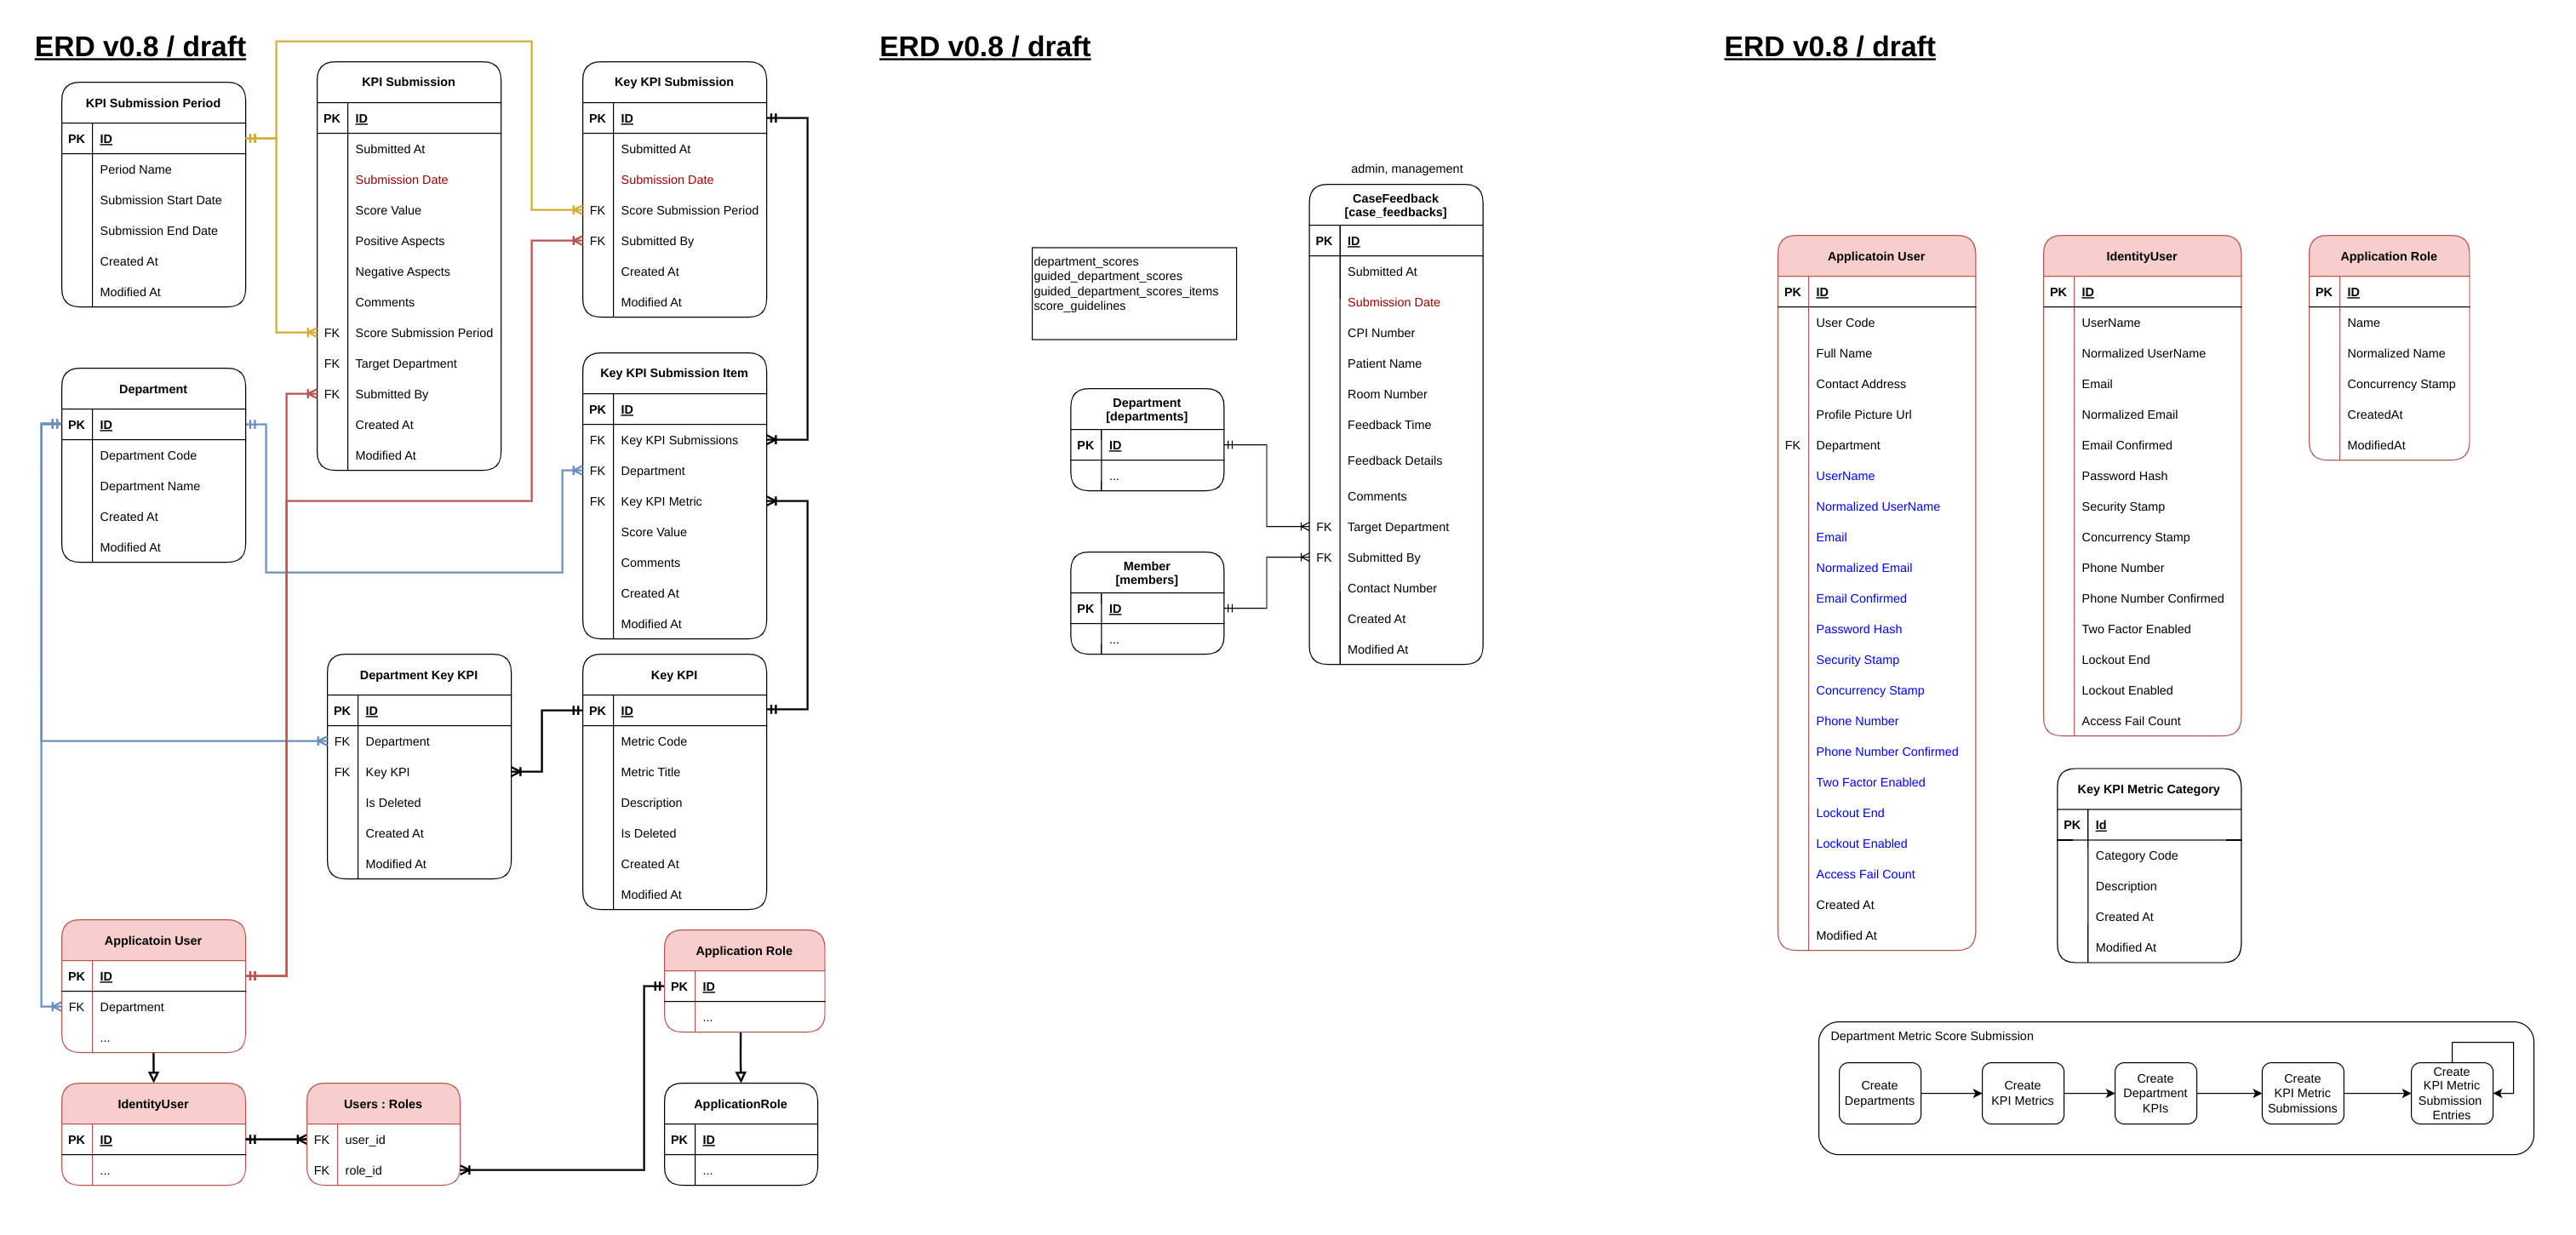 ERD v0.8 / draft
KPI Submission Period
PK ID
Period Name
Submission Start Date
Submission End Date
Created At
Modified At
KPI Submission
PK ID
Submitted At
Submission Date
Score Value
Positive Aspects
Negative Aspects
Comments
FK Score Submission Period
FK Target Department
FK Submitted By
Created At
Modified At
Key KPI Submission
PK ID
Submitted At
Submission Date
FK Score Submission Period
FK Submitted By
Created At
Modified At
Department
PK ID
Department Code
Department Name
Created At
Modified At
Key KPI Submission Item
PK ID
FK Key KPI Submissions
FK Department
FK Key KPI Metric
Score Value
Comments
Created At
Modified At
Department Key KPI
PK ID
FK Department
FK Key KPI
Is Deleted
Created At
Modified At
Key KPI
PK ID
Metric Code
Metric Title
Description
Is Deleted
Created At
Modified At
Applicatoin User
PK ID
FK Department
...
Application Role
PK ID
...
IdentityUser
PK ID
...
Users : Roles
FK user_id
FK role_id
ApplicationRole
PK ID
...
ERD v0.8 / draft
admin, management
CaseFeedback
[case_feedbacks]
PK ID
Submitted At
Submission Date
CPI Number
Patient Name
Room Number
Feedback Time
Feedback Details
Comments
FK Target Department
FK Submitted By
Contact Number
Created At
Modified At
department_scores
guided_department_scores
guided_department_scores_items
score_guidelines
Department
[departments]
PK ID
...
Member
[members]
PK ID
...
ERD v0.8 / draft
Applicatoin User
PK ID
User Code
Full Name
Contact Address
Profile Picture Url
FK Department
UserName
Normalized UserName
Email
Normalized Email
Email Confirmed
Password Hash
Security Stamp
Concurrency Stamp
Phone Number
Phone Number Confirmed
Two Factor Enabled
Lockout End
Lockout Enabled
Access Fail Count
Created At
Modified At
IdentityUser
PK ID
UserName
Normalized UserName
Email
Normalized Email
Email Confirmed
Password Hash
Security Stamp
Concurrency Stamp
Phone Number
Phone Number Confirmed
Two Factor Enabled
Lockout End
Lockout Enabled
Access Fail Count
Application Role
PK ID
Name
Normalized Name
Concurrency Stamp
CreatedAt
ModifiedAt
Key KPI Metric Category
PK Id
Category Code
Description
Created At
Modified At
Department Metric Score Submission
Create
Departments
Create
KPI Metrics
Create
Department
KPIs
Create
KPI Metric
Submissions
Create
KPI Metric
Submission
Entries